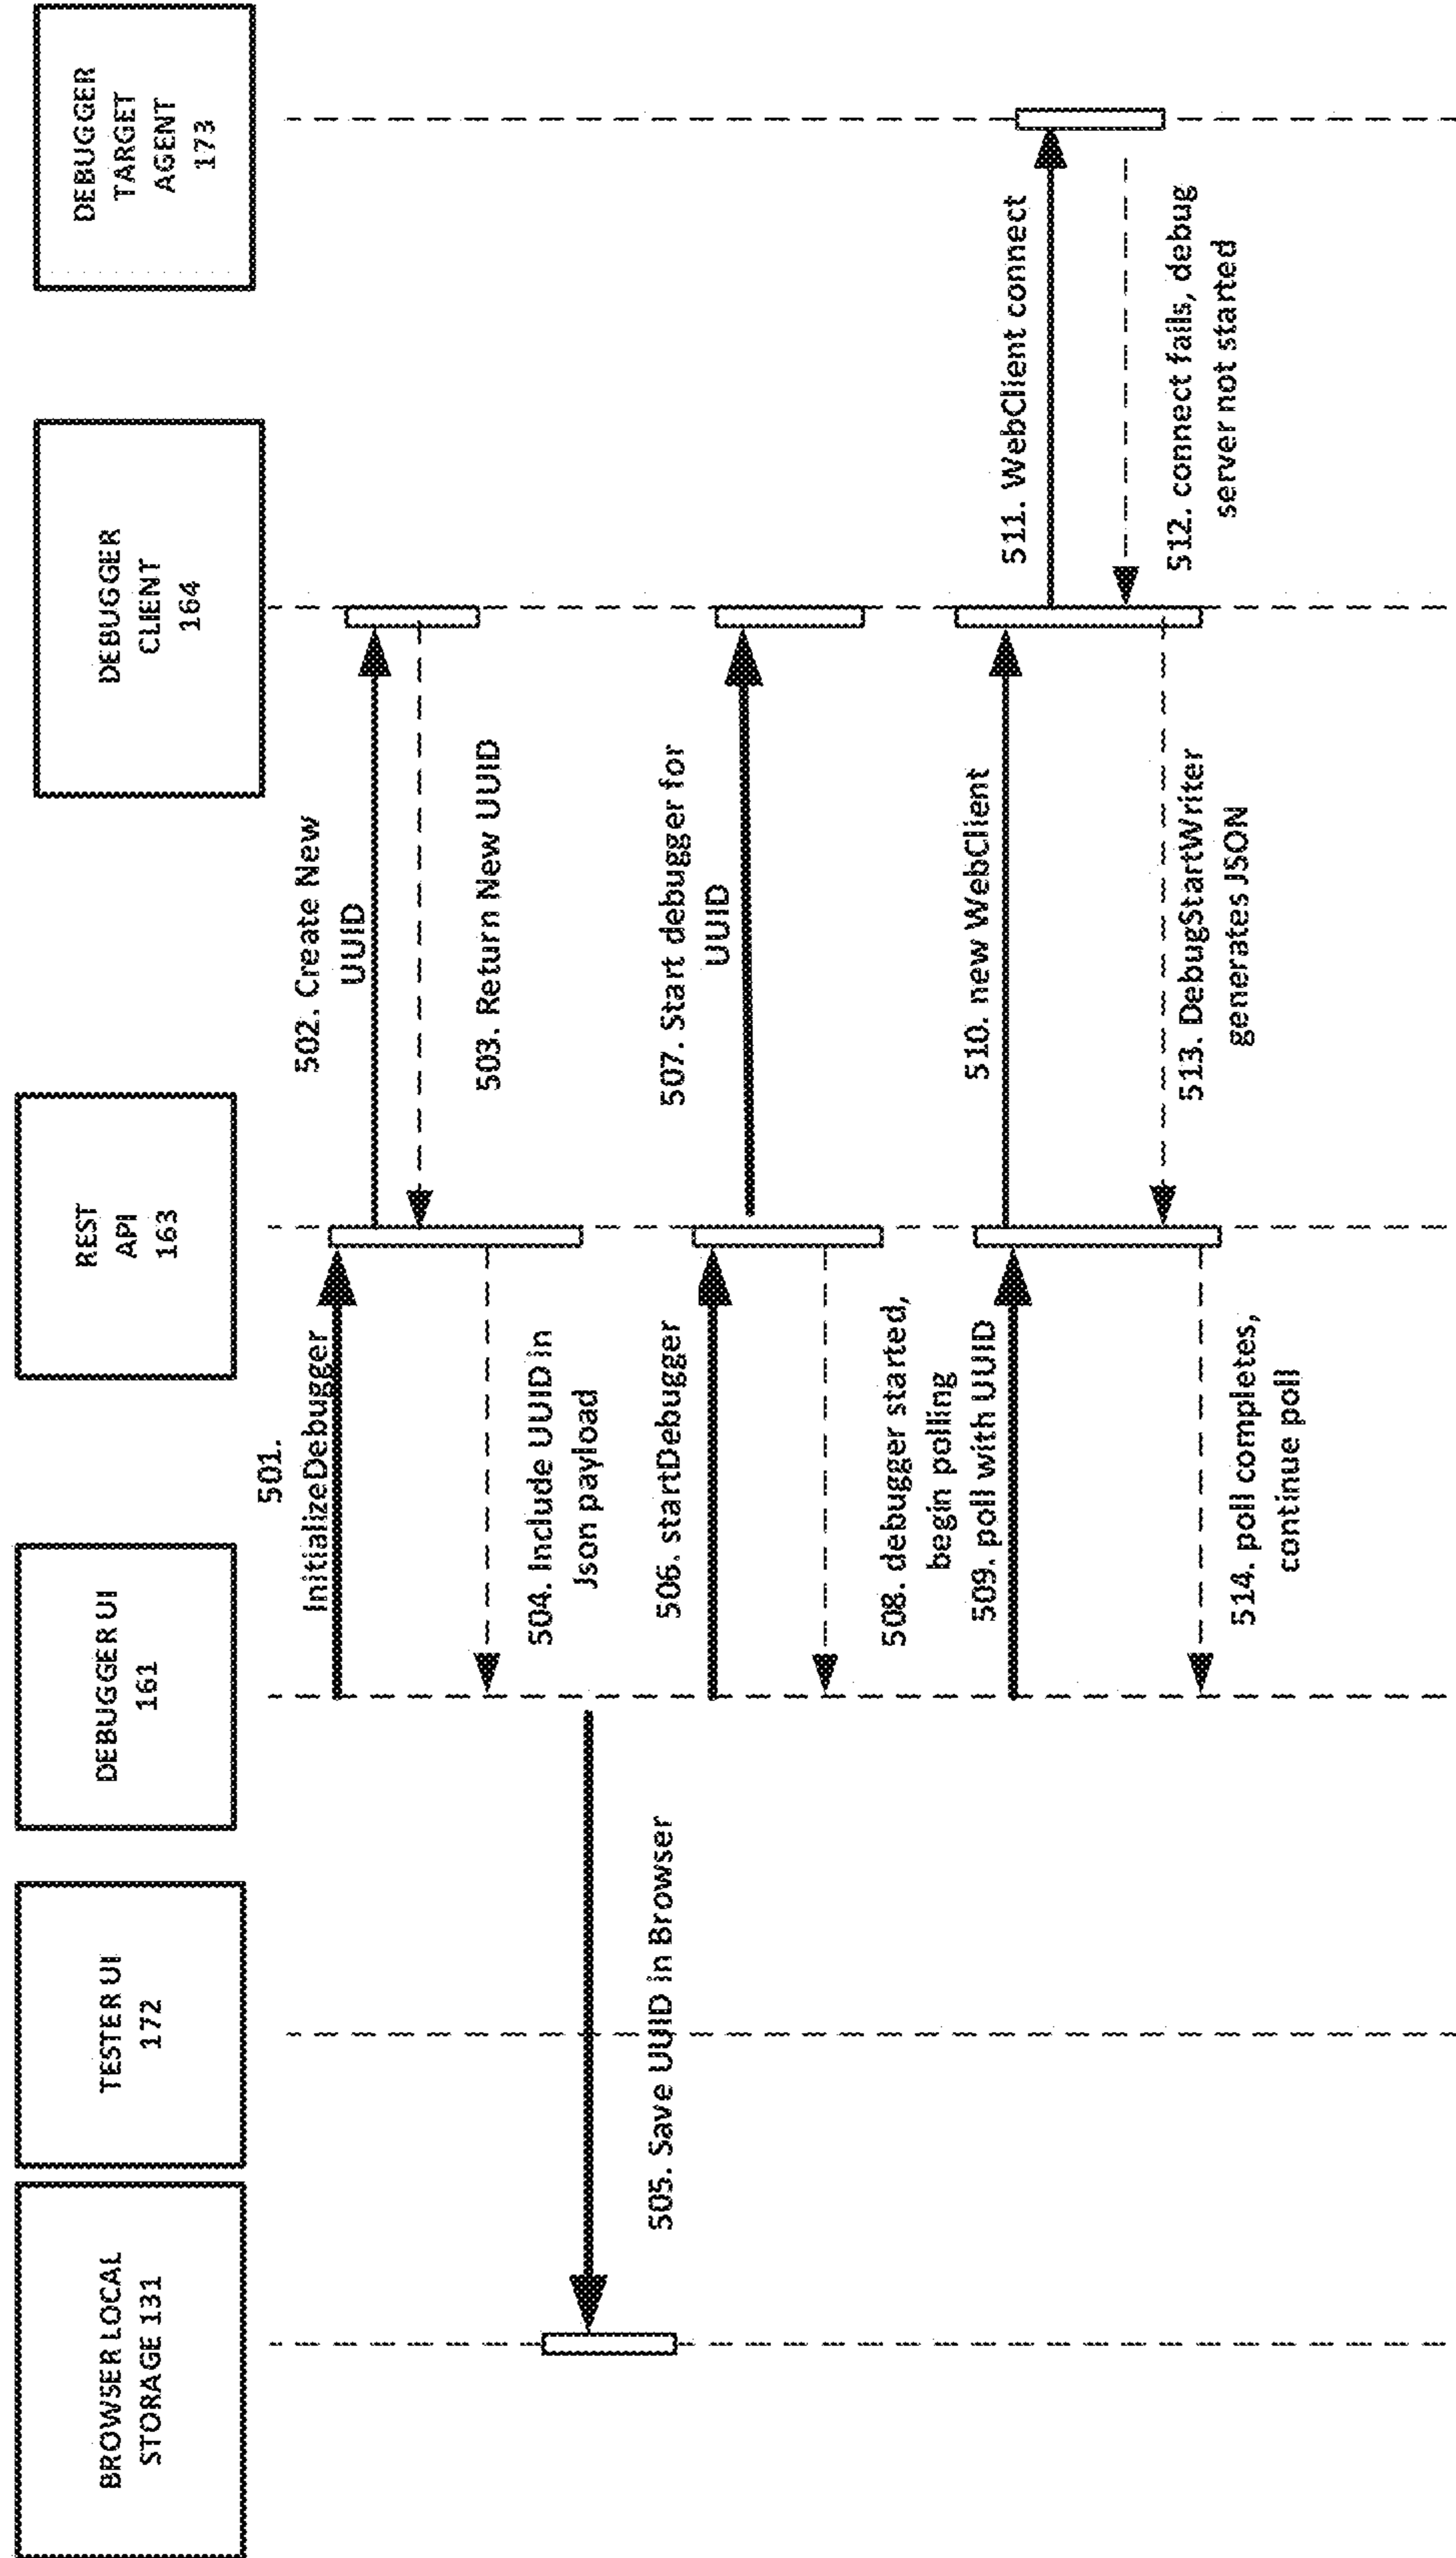 BROWSER LOCAL
STORAGE 131
TESTER UI
172
DEBUGGER UI
161
REST
API
163
DEBUGGER
CLIENT
164
DEBUGGER
TARGET
AGENT
173
501.
InitializeDebugger
502. Create New
UUID
503. Return New UUID
504. Include UUID in
Json payload
505. Save UUID in Browser
506. startDebugger
507. Start debugger for
UUID
508. debugger started,
begin polling
509. poll with UUID
510. new WebClient
511. WebClient connect
512. connect fails, debug
server not started
513. DebugStartWriter
generates JSON
514. poll completes,
continue poll